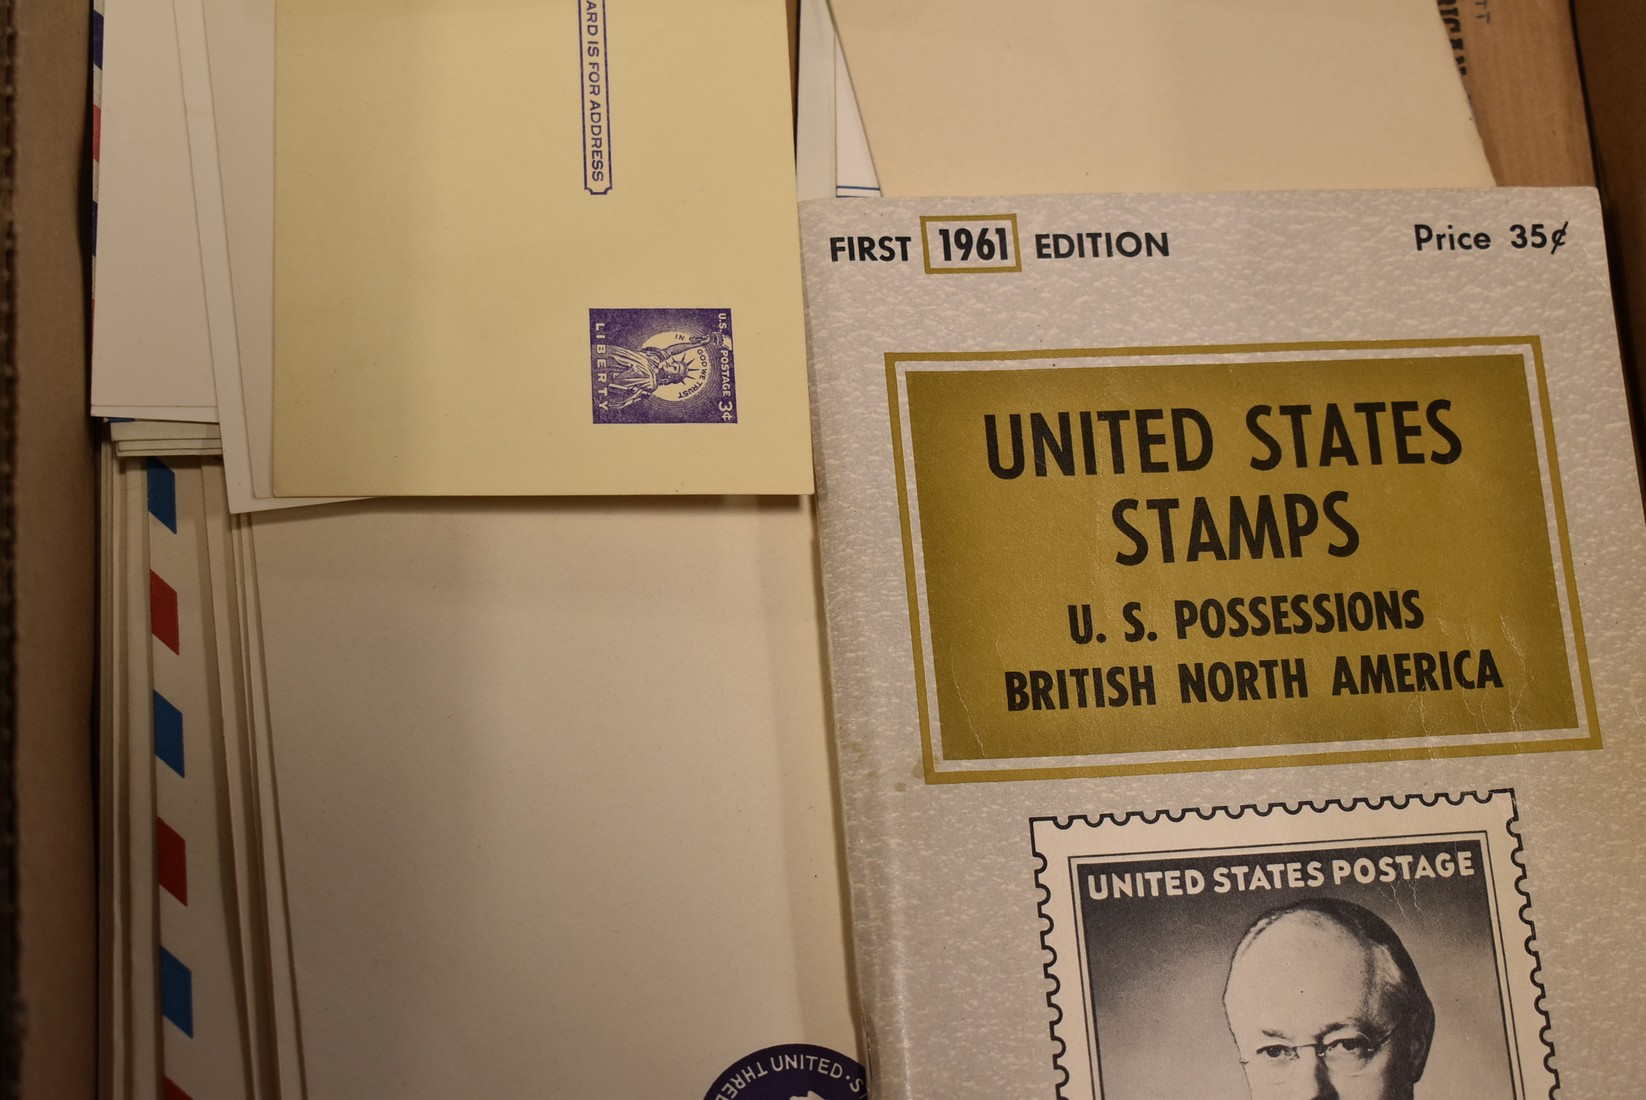 ARD IS FOR ADDRESS
U.S. POSTAGE 3¢
IN GOD WE TRUST
LIBERTY
FIRST 1961 EDITION
Price 35¢
UNITED STATES
STAMPS
U. S. POSSESSIONS
BRITISH NORTH AMERICA
UNITED STATES POSTAGE
THREE UNITED · S